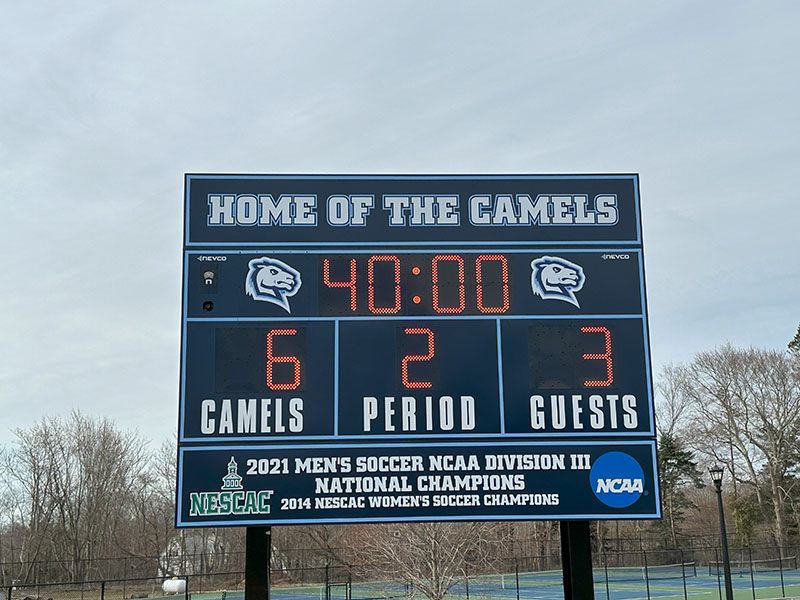 HOME OF THE CAMELS
NEVCO NEVCO
40:00
6 2 3
CAMELS PERIOD GUESTS
2021 MEN'S SOCCER NCAA DIVISION III
NATIONAL CHAMPIONS
2014 NESCAC WOMEN'S SOCCER CHAMPIONS
NESCAC
NCAA